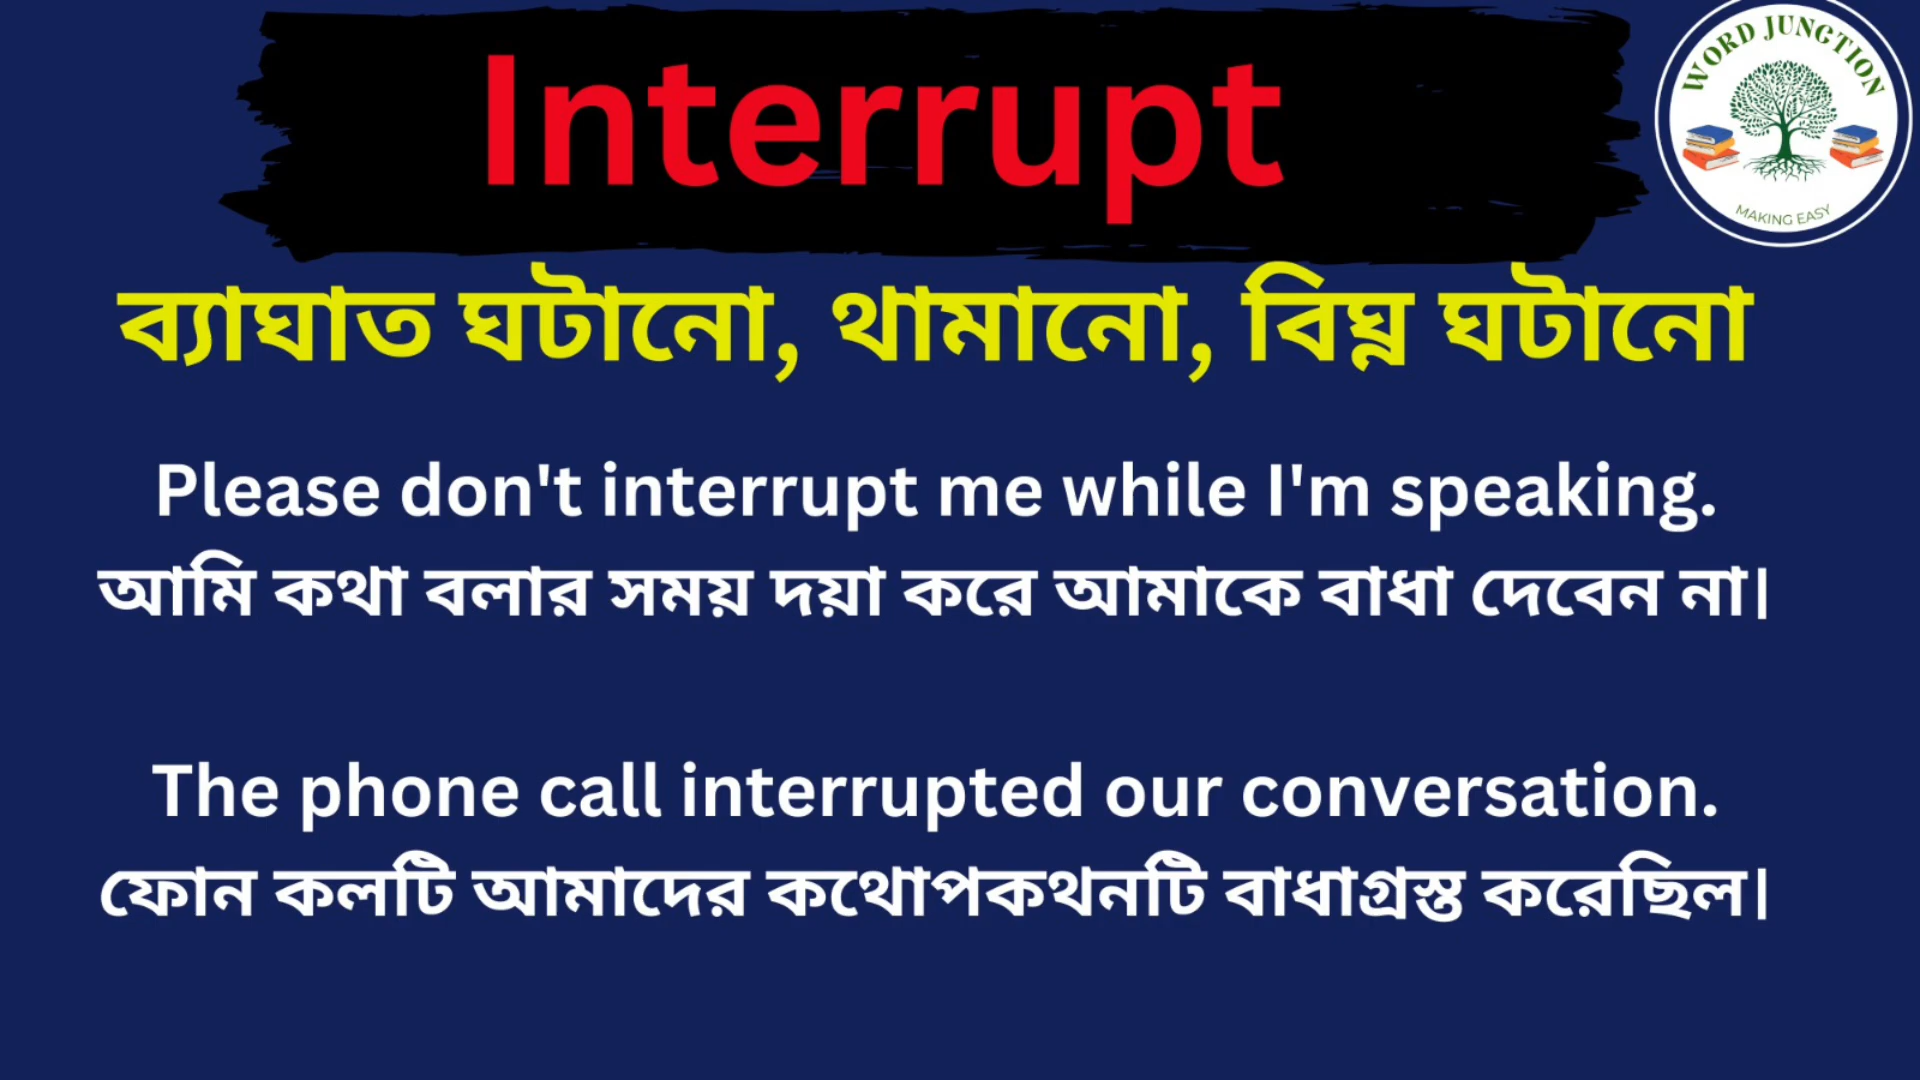 Interrupt
WORD JUNCTION
MAKING EASY
ব্যাঘাত ঘটানো, থামানো, বিঘ্ন ঘটানো
Please don't interrupt me while I'm speaking.
আমি কথা বলার সময় দয়া করে আমাকে বাধা দেবেন না।
The phone call interrupted our conversation.
ফোন কলটি আমাদের কথোপকথনটি বাধাগ্রস্ত করেছিল।